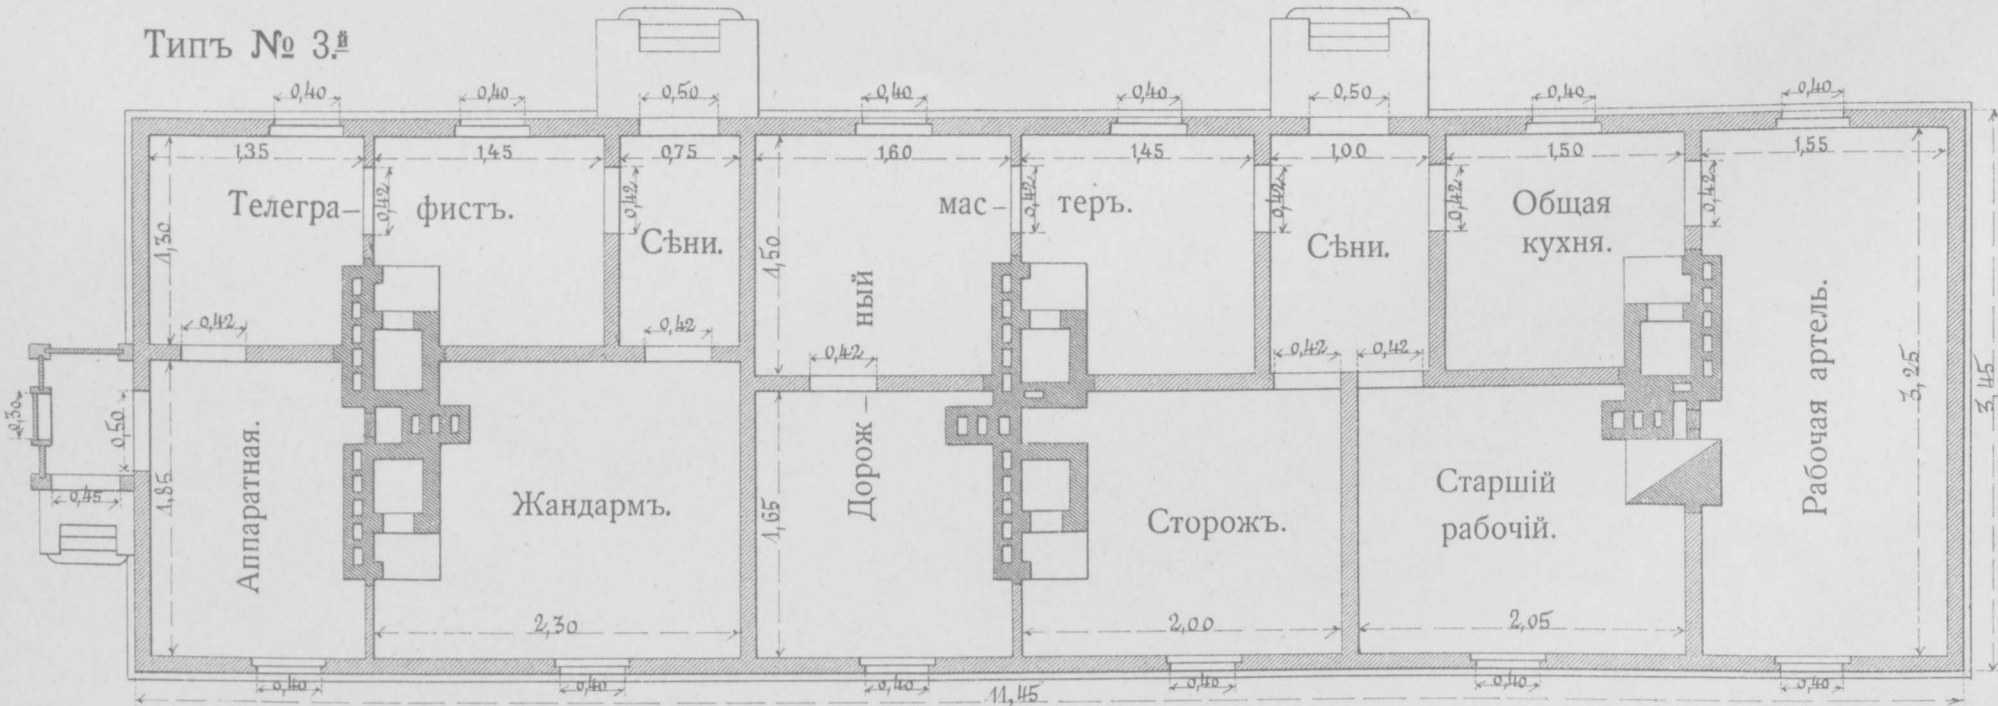 Типъ № 3.й
0,40
0,40
0,50
0,40
0,40
0,50
0,40
0,40
1,35
1,45
0,75
1,60
1,45
1,00
1,50
1,55
0,42
0,42
0,42
0,42
0,42
0,42
Телегра–
фистъ.
Сѣни.
мас–
теръ.
Сѣни.
Общая
кухня.
1,30
1,50
ный
Рабочая артель.
3,25
3,45
0,42
0,42
0,42
0,42
0,42
0,30
0,50
0,45
1,85
Аппаратная.
Жандармъ.
1,65
Дорож–
Сторожъ.
Старшій
рабочій.
2,30
2,00
2,05
0,40
0,40
0,40
0,40
0,40
0,40
11,45